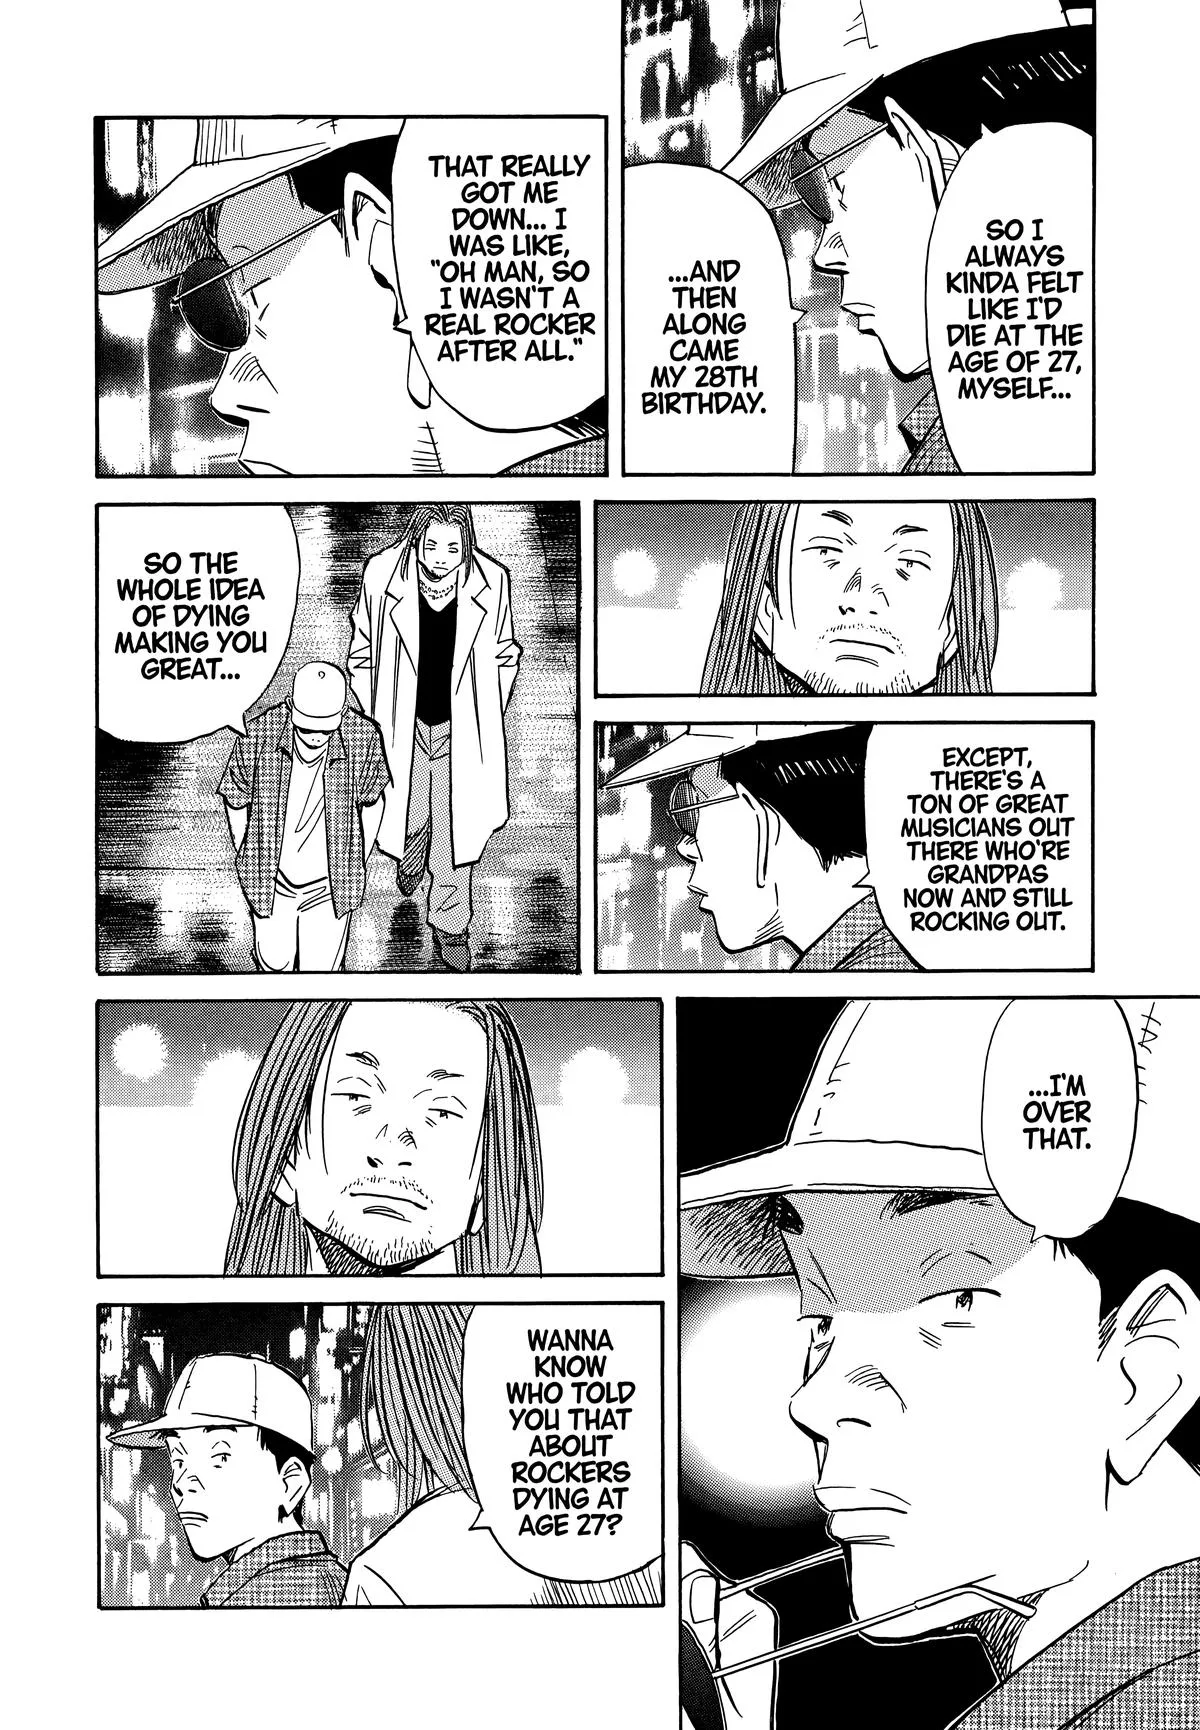 SO I
ALWAYS
KINDA FELT
LIKE I'D
DIE AT THE
AGE OF 27,
MYSELF...
...AND
THEN
ALONG
CAME
MY 28TH
BIRTHDAY.
THAT REALLY
GOT ME
DOWN... I
WAS LIKE,
"OH MAN, SO
I WASN'T A
REAL ROCKER
AFTER ALL."
SO THE
WHOLE IDEA
OF DYING
MAKING YOU
GREAT...
EXCEPT,
THERE'S A
TON OF GREAT
MUSICIANS OUT
THERE WHO'RE
GRANDPAS
NOW AND STILL
ROCKING OUT.
...I'M
OVER
THAT.
WANNA
KNOW
WHO TOLD
YOU THAT
ABOUT
ROCKERS
DYING AT
AGE 27?